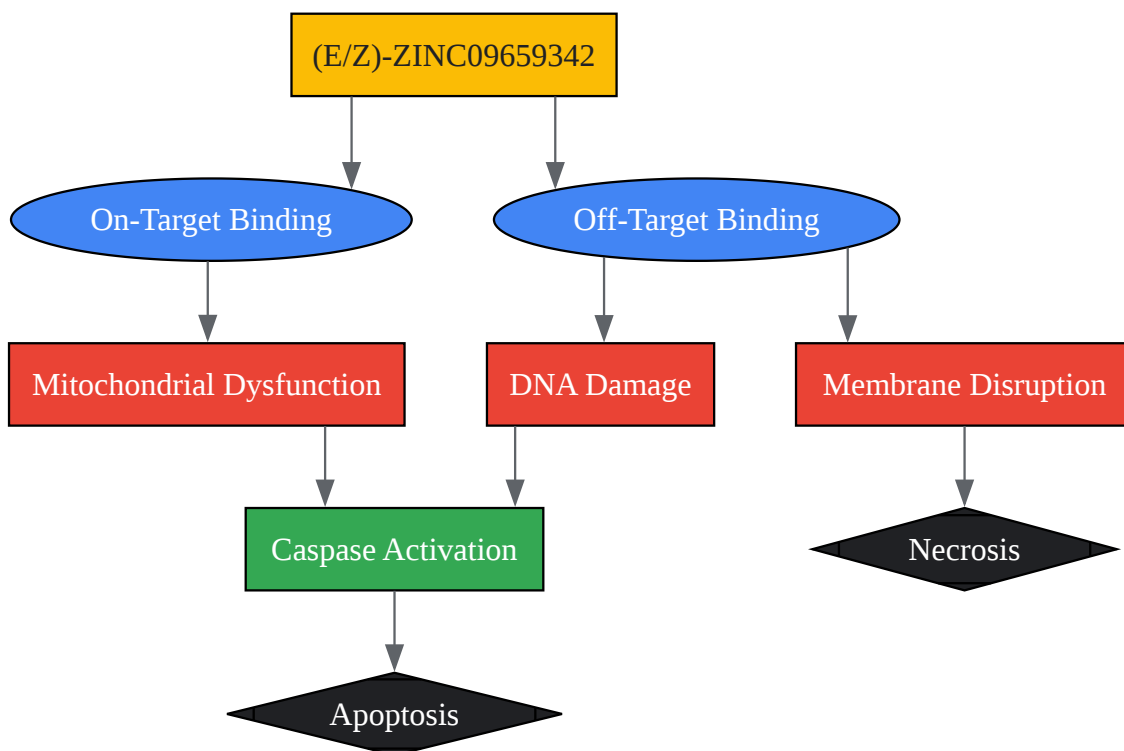 (E/Z)-ZINC09659342
On-Target Binding
Off-Target Binding
Mitochondrial Dysfunction
DNA Damage
Membrane Disruption
Caspase Activation
Necrosis
Apoptosis